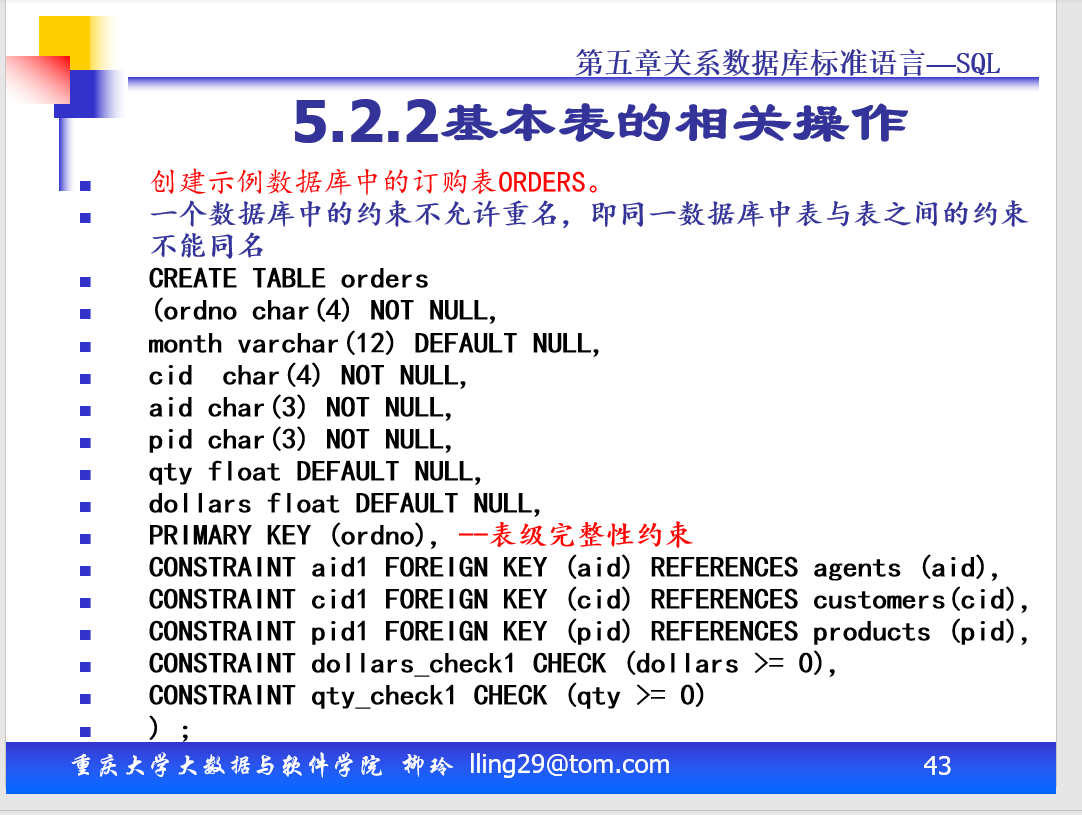 第五章关系数据库标准语言—SQL
5.2.2基本表的相关操作
创建示例数据库中的订购表ORDERS。
一个数据库中的约束不允许重名，即同一数据库中表与表之间的约束
不能同名
CREATE TABLE orders
(ordno char(4) NOT NULL,
month varchar(12) DEFAULT NULL,
cid  char(4) NOT NULL,
aid char(3) NOT NULL,
pid char(3) NOT NULL,
qty float DEFAULT NULL,
dollars float DEFAULT NULL,
PRIMARY KEY (ordno), --表级完整性约束
CONSTRAINT aid1 FOREIGN KEY (aid) REFERENCES agents (aid),
CONSTRAINT cid1 FOREIGN KEY (cid) REFERENCES customers(cid),
CONSTRAINT pid1 FOREIGN KEY (pid) REFERENCES products (pid),
CONSTRAINT dollars_check1 CHECK (dollars >= 0),
CONSTRAINT qty_check1 CHECK (qty >= 0)
) ;
重庆大学大数据与软件学院 柳玲 lling29@tom.com 43